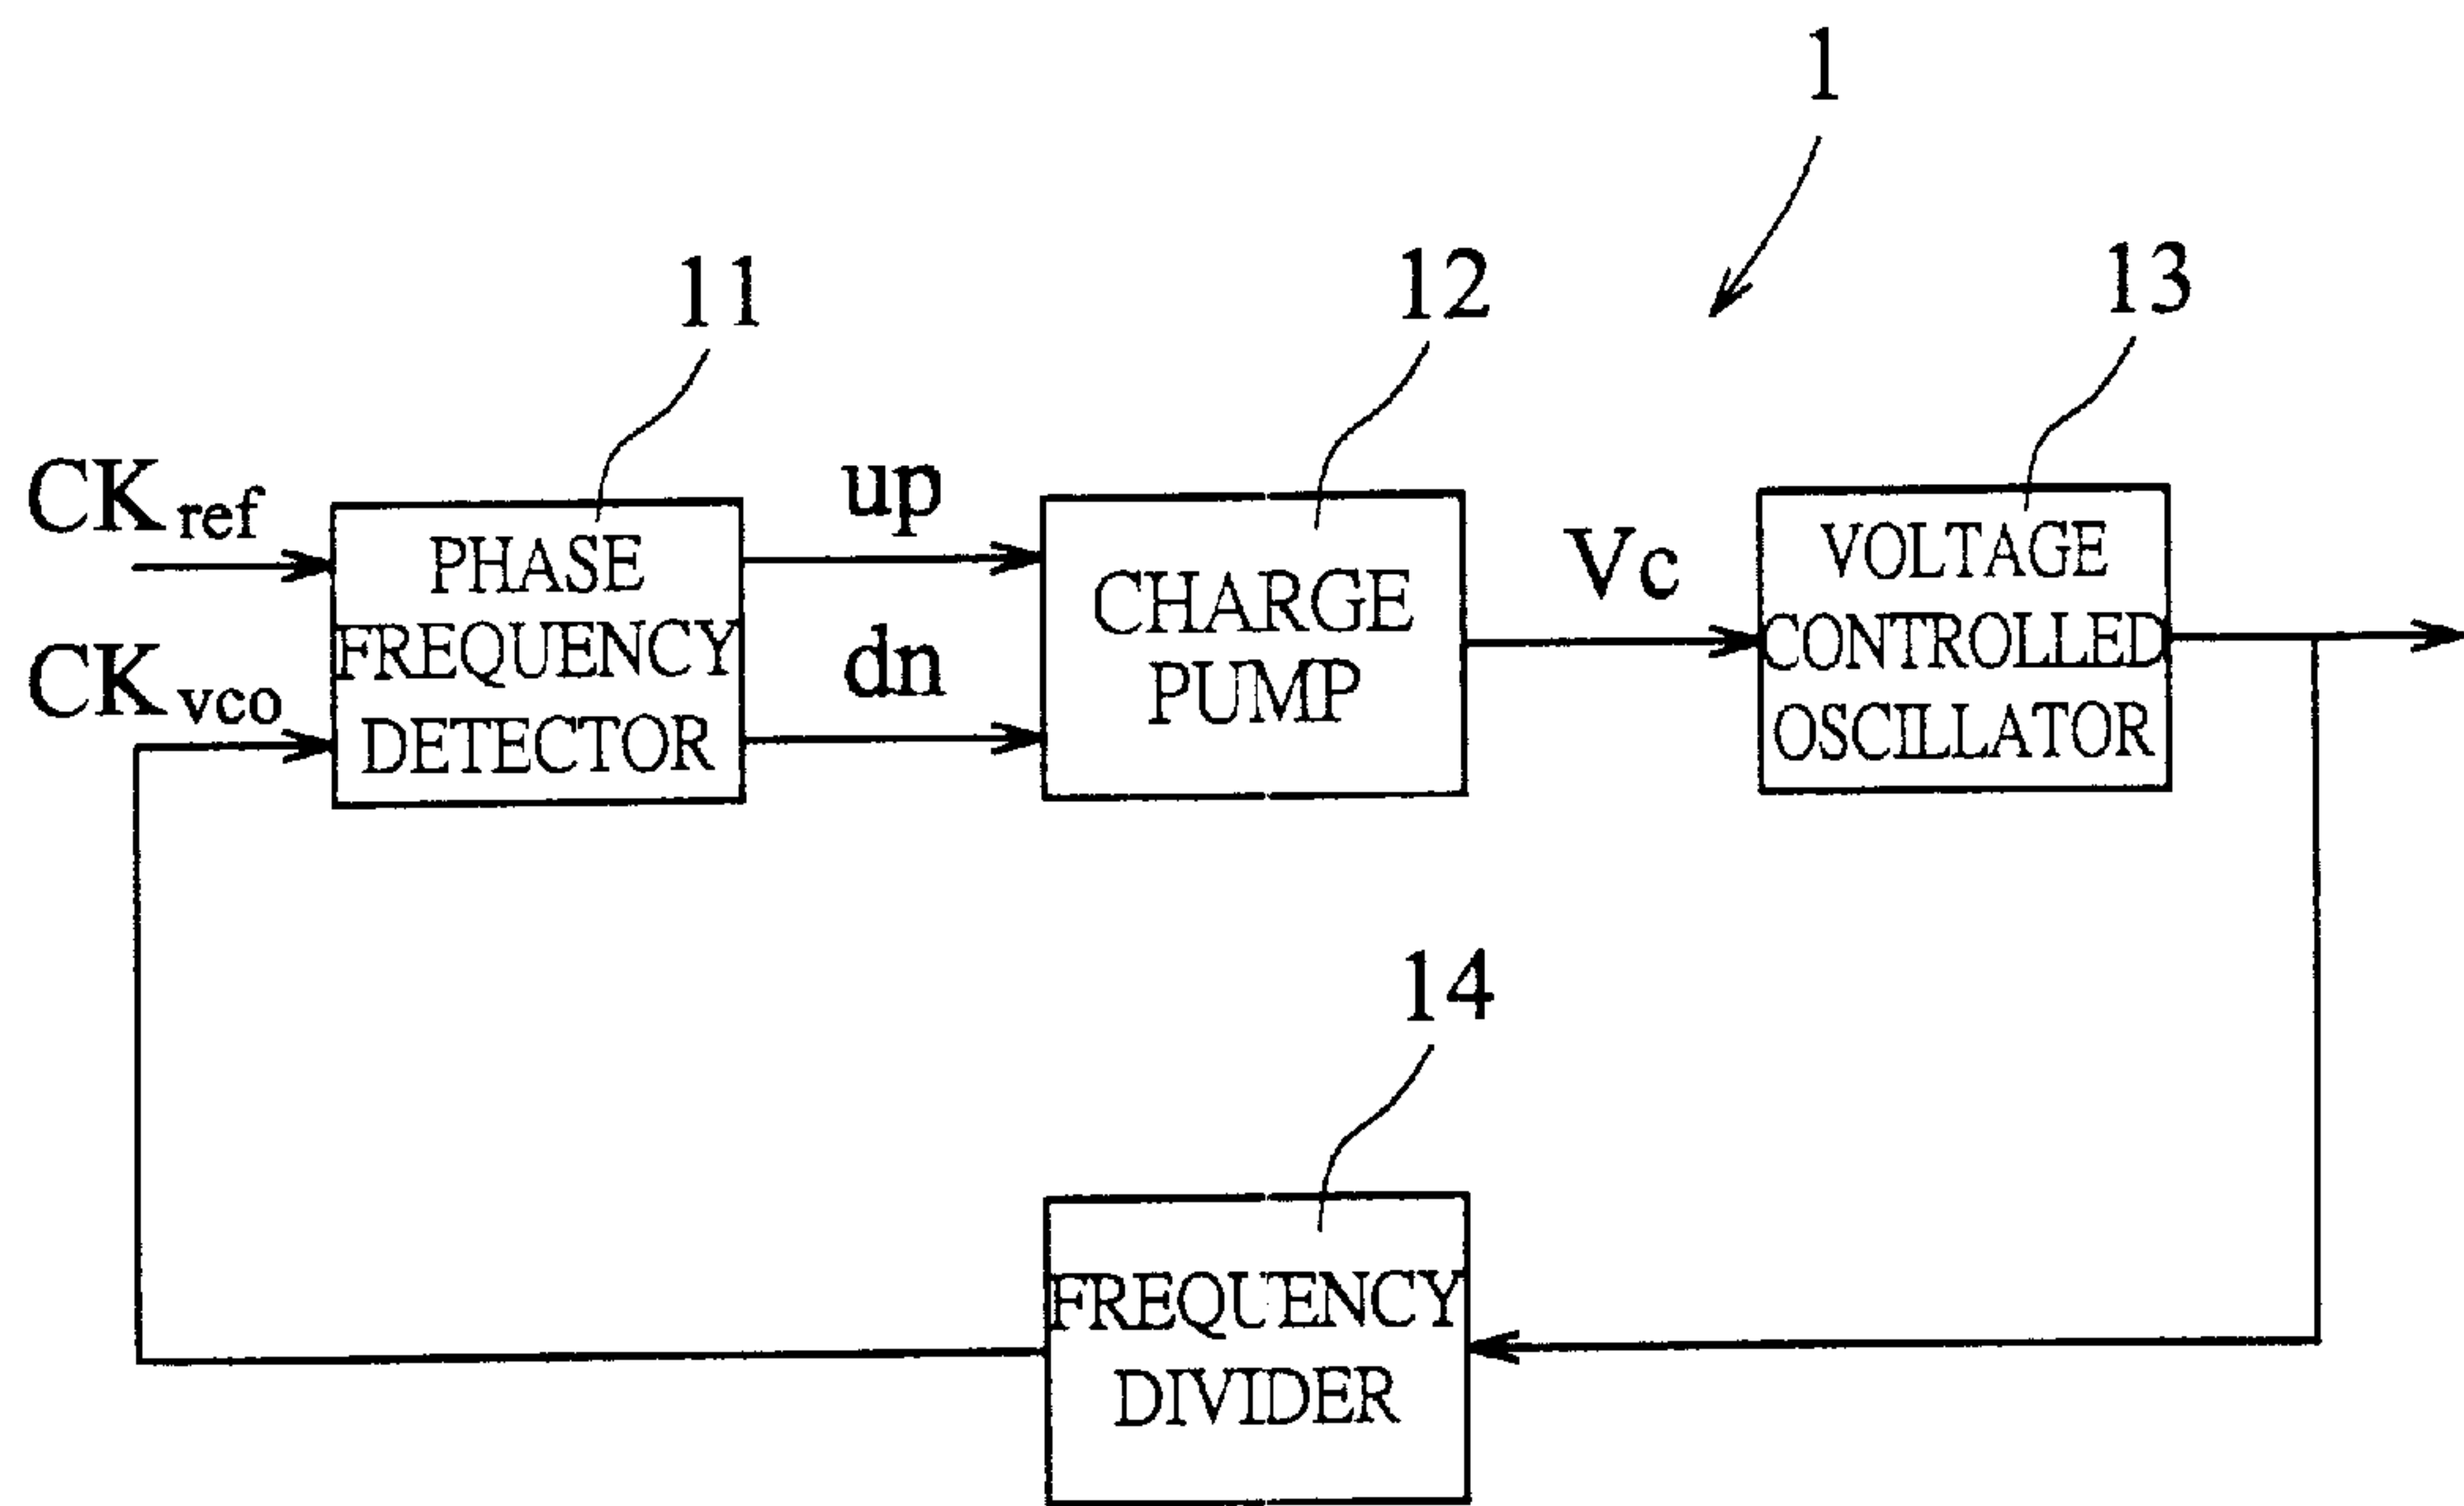 1
11
12
13
CKref
up
PHASE
FREQUENCY
DETECTOR
CKvco
dn
CHARGE
PUMP
Vc
VOLTAGE
CONTROLLED
OSCILLATOR
14
FREQUENCY
DIVIDER